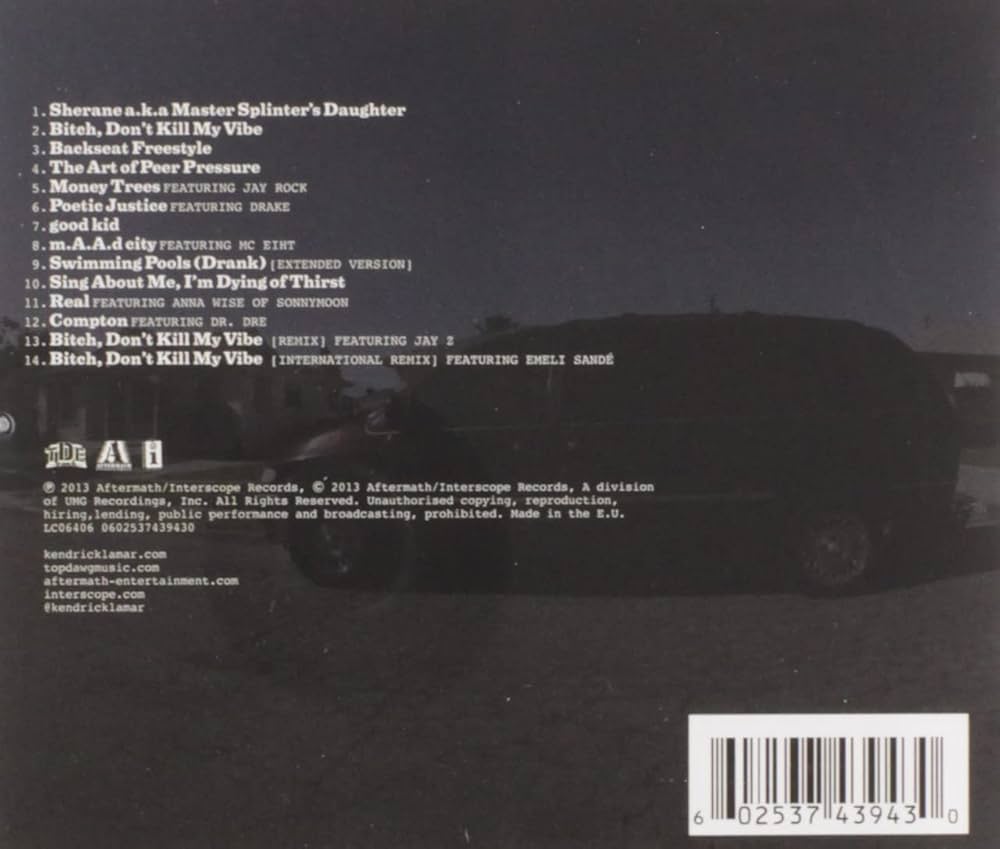 1. Sherane a.k.a Master Splinter's Daughter
2. Bitch, Don't Kill My Vibe
3. Backseat Freestyle
4. The Art of Peer Pressure
5. Money Trees FEATURING JAY ROCK
6. Poetic Justice FEATURING DRAKE
7. good kid
8. m.A.A.d city FEATURING MC EIHT
9. Swimming Pools (Drank) [EXTENDED VERSION]
10. Sing About Me, I'm Dying of Thirst
11. Real FEATURING ANNA WISE OF SONNYMOON
12. Compton FEATURING DR. DRE
13. Bitch, Don't Kill My Vibe [REMIX] FEATURING JAY Z
14. Bitch, Don't Kill My Vibe [INTERNATIONAL REMIX] FEATURING EMELI SANDÉ
TDE A i
℗ 2013 Aftermath/Interscope Records, © 2013 Aftermath/Interscope Records, A division
of UMG Recordings, Inc. All Rights Reserved. Unauthorised copying, reproduction,
hiring,lending, public performance and broadcasting, prohibited. Made in the E.U.
LC06406 0602537439430
kendricklamar.com
topdawgmusic.com
aftermath-entertainment.com
interscope.com
@kendricklamar
6 02537 43943 0